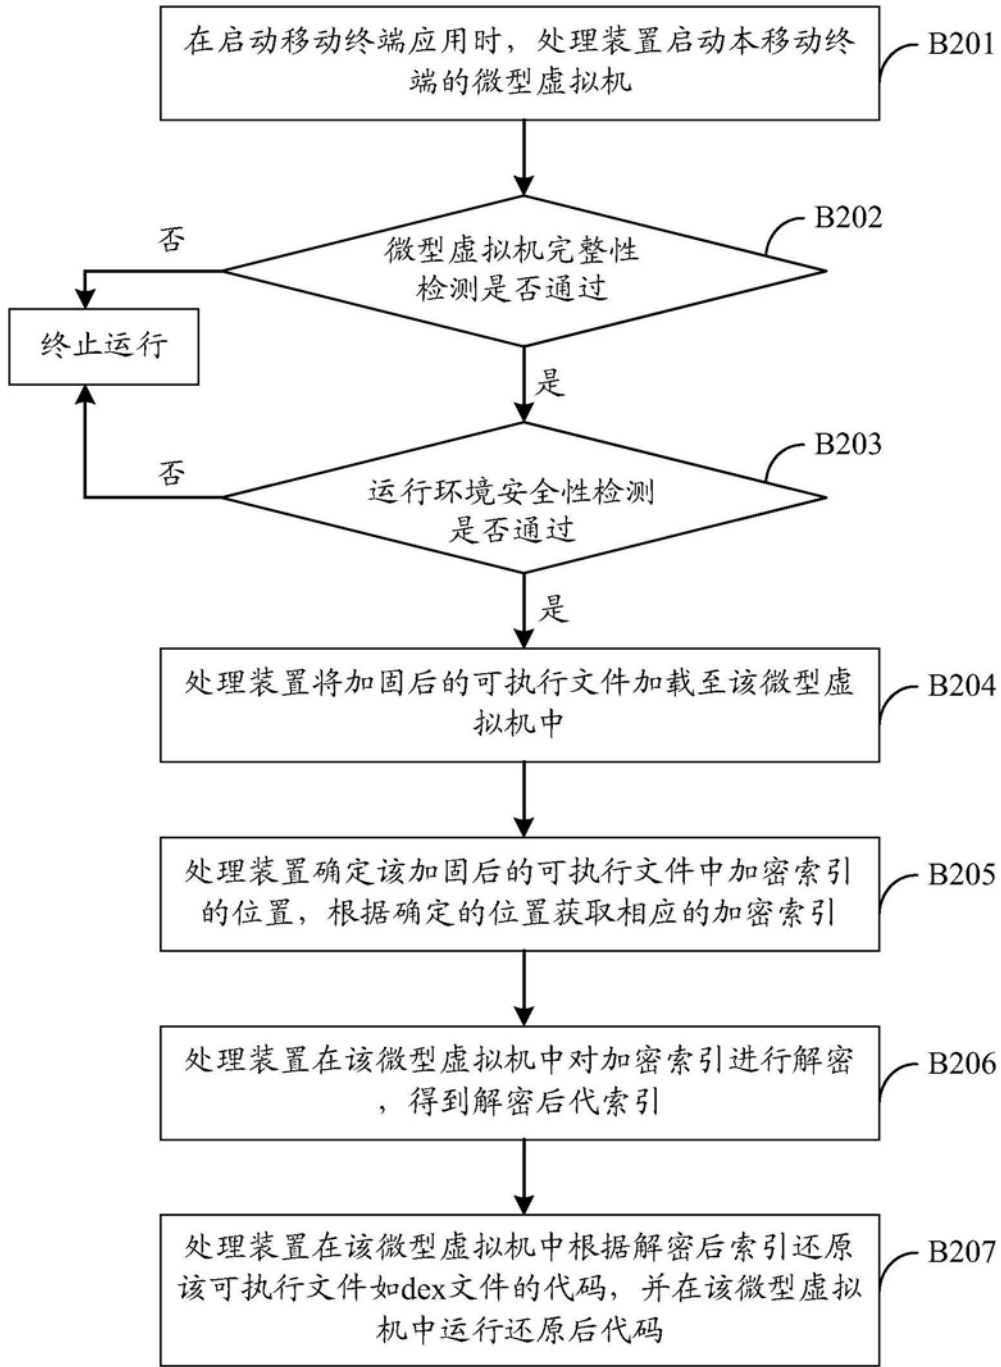 在启动移动终端应用时，处理装置启动本移动终
端的微型虚拟机
B201
B202
微型虚拟机完整性
检测是否通过
否
终止运行
是
B203
运行环境安全性检测
是否通过
否
是
处理装置将加固后的可执行文件加载至该微型虚
拟机中
B204
处理装置确定该加固后的可执行文件中加密索引
的位置，根据确定的位置获取相应的加密索引
B205
处理装置在该微型虚拟机中对加密索引进行解密
，得到解密后代索引
B206
处理装置在该微型虚拟机中根据解密后索引还原
该可执行文件如dex文件的代码，并在该微型虚拟
机中运行还原后代码
B207